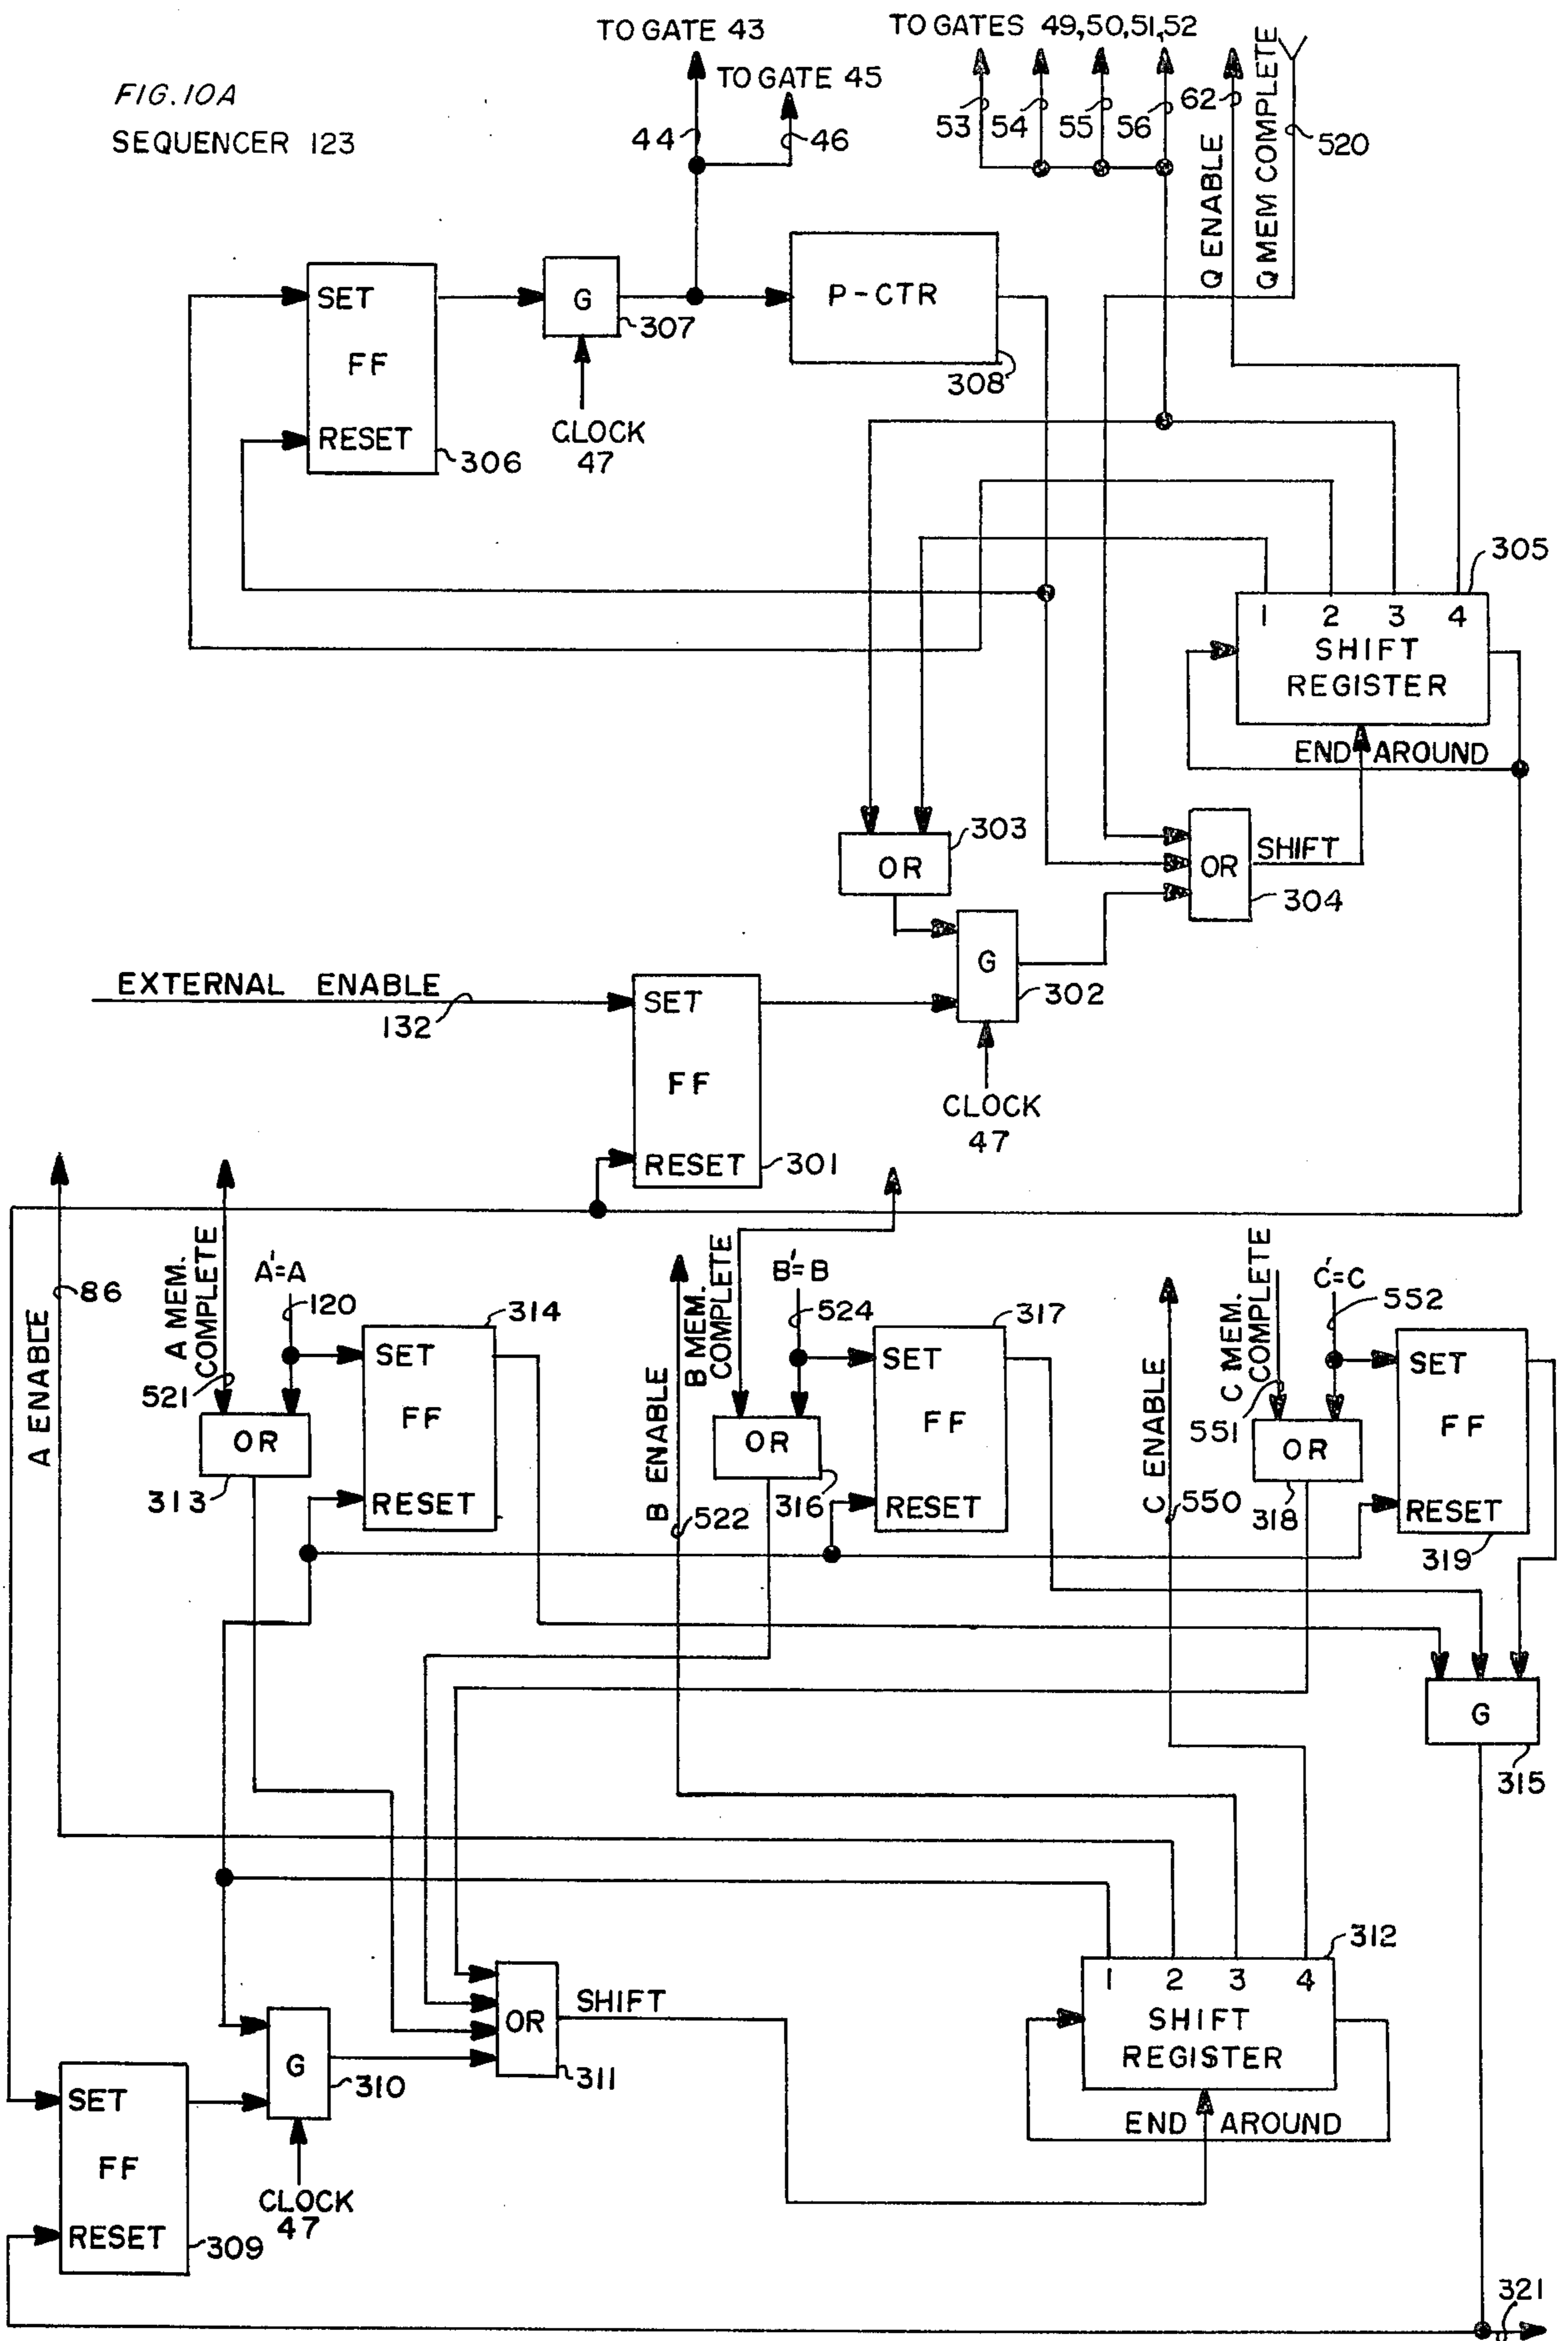 TO GATE 43
TO GATES 49,50,51,52
FIG.10A
TO GATE 45
SEQUENCER 123
44
46
53
54
55
56
62
Q ENABLE
Q MEM COMPLETE
520
SET
FF
RESET
306
G
307
CLOCK
47
P-CTR
308
305
1 2 3 4
SHIFT
REGISTER
END AROUND
303
OR
OR
SHIFT
304
G
302
CLOCK
47
EXTERNAL ENABLE
132
SET
FF
RESET
301
A ENABLE
86
A MEM.
COMPLETE
521
A'=A
120
314
SET
FF
RESET
OR
313
B ENABLE
522
B MEM.
COMPLETE
B'=B
524
317
SET
FF
RESET
OR
316
C ENABLE
550
C MEM.
COMPLETE
551
C'=C
552
SET
FF
RESET
319
OR
318
G
315
312
1 2 3 4
SHIFT
REGISTER
END AROUND
OR
SHIFT
311
G
310
CLOCK
47
SET
FF
RESET
309
321